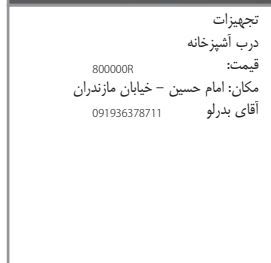 تجهیزات
درب آشپزخانه
قیمت: 800000R
مکان: امام حسین - خیابان مازندران
آقای بدرلو 091936378711